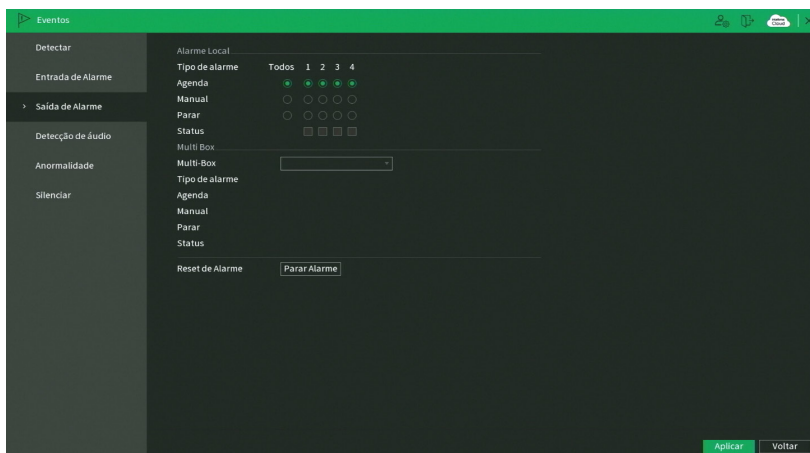 Eventos
Cloud
Detectar
Entrada de Alarme
Saída de Alarme
Detecção de áudio
Anormalidade
Silenciar
Alarme Local
Tipo de alarme Todos 1 2 3 4
Agenda
Manual
Parar
Status
Multi Box
Multi-Box
Tipo de alarme
Agenda
Manual
Parar
Status
Reset de Alarme Parar Alarme
Aplicar Voltar